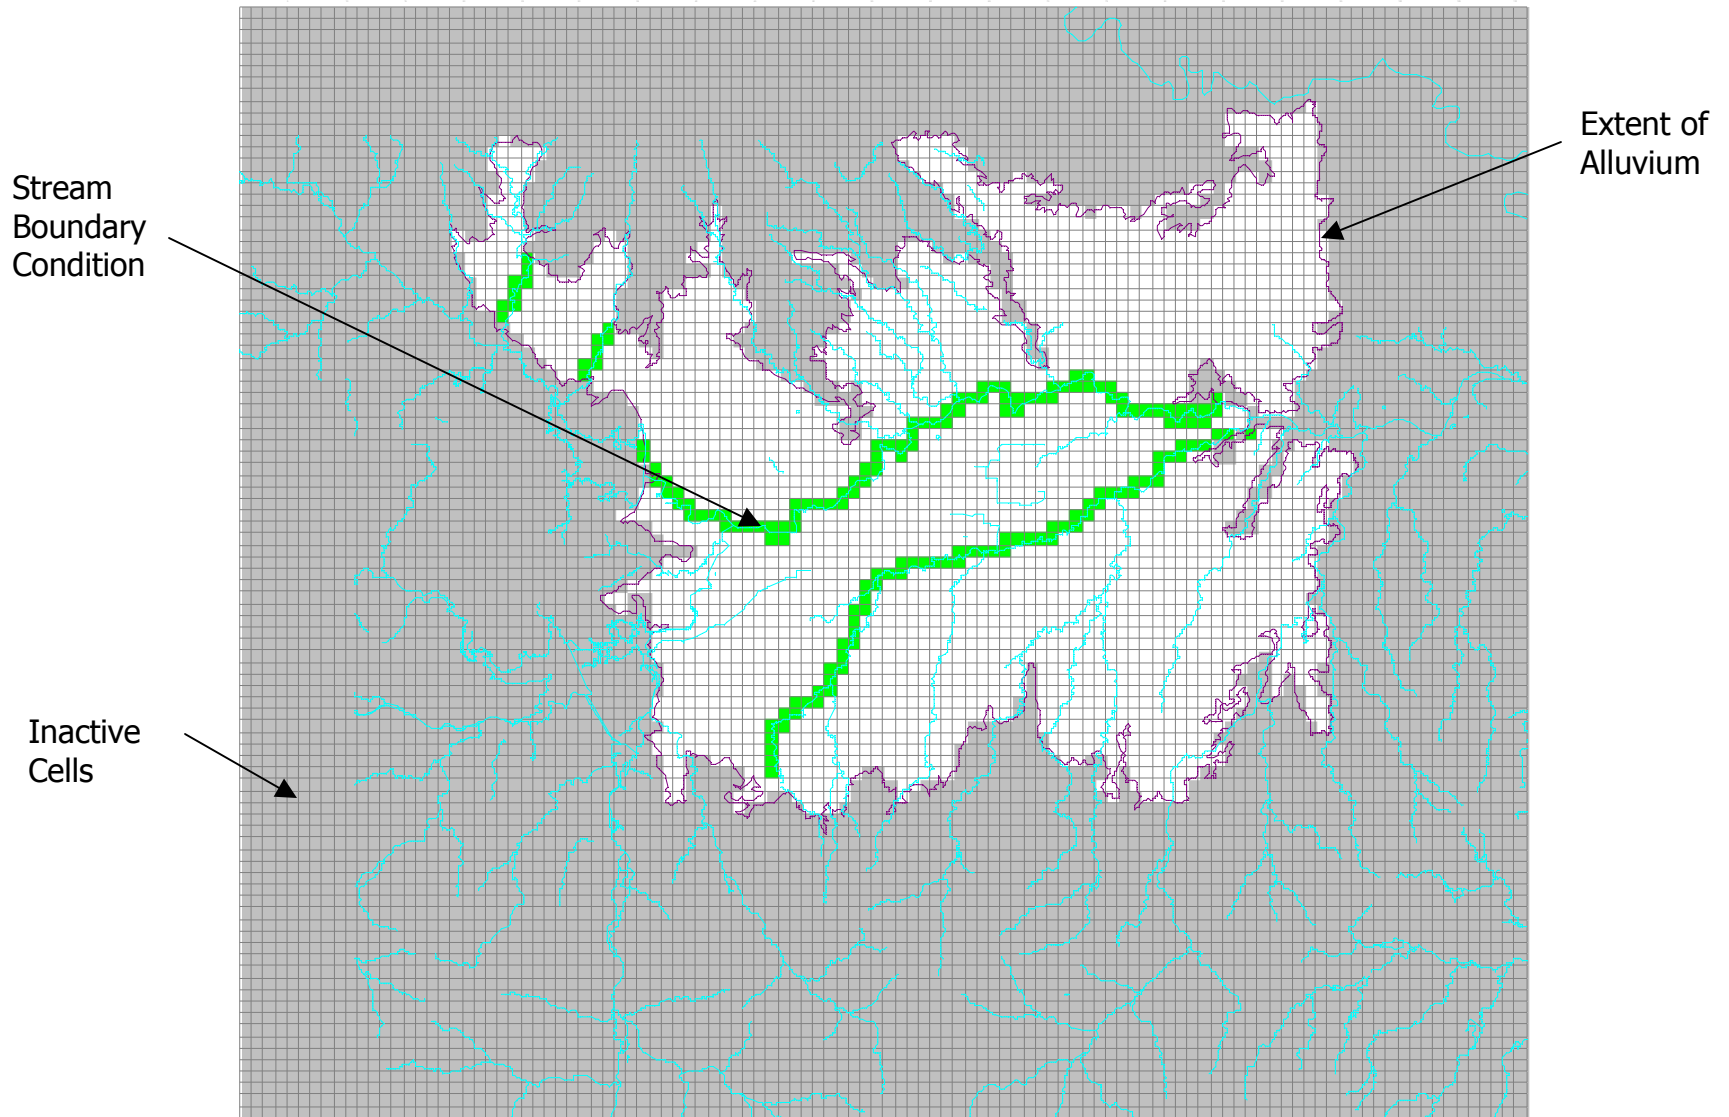 Extent of
Alluvium
Stream
Boundary
Condition
Inactive
Cells